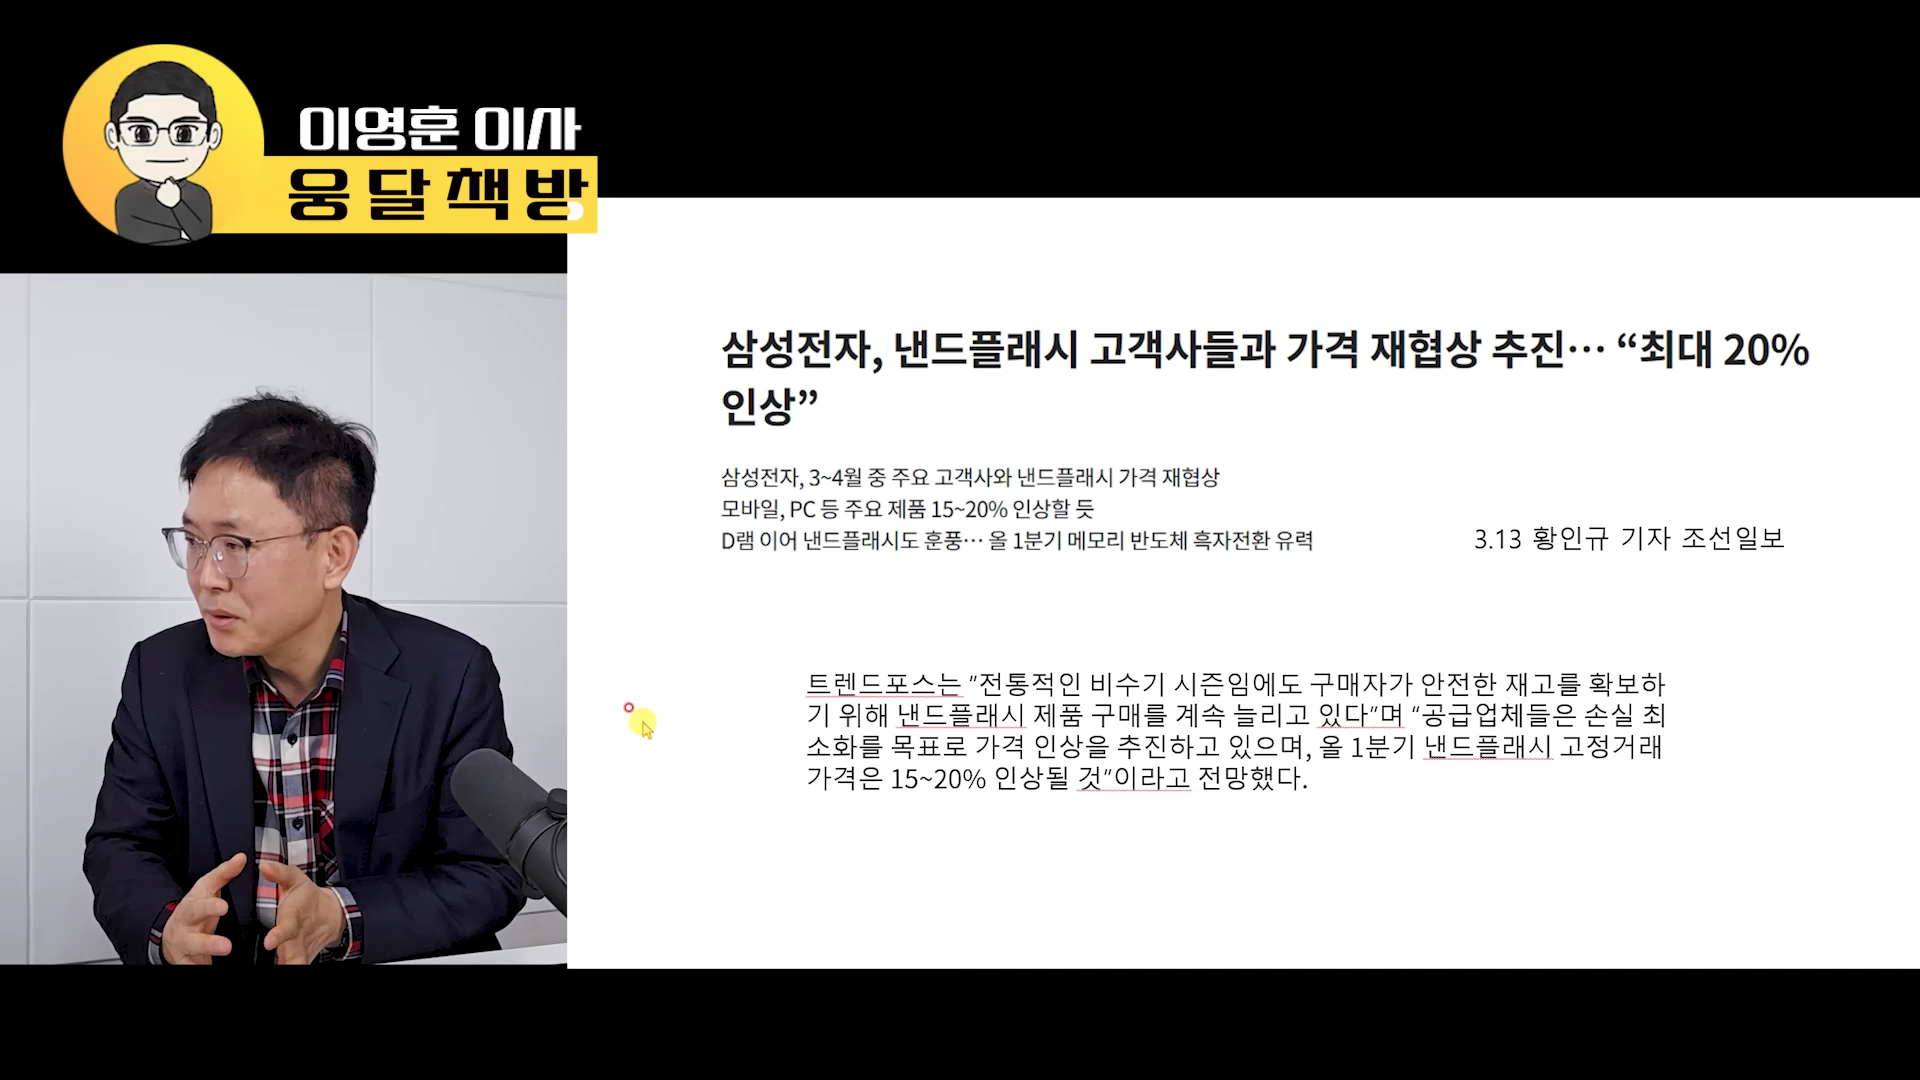 이영훈 이사
웅달책방
삼성전자, 낸드플래시 고객사들과 가격 재협상 추진… “최대 20%
인상”
삼성전자, 3~4월 중 주요 고객사와 낸드플래시 가격 재협상
모바일, PC 등 주요 제품 15~20% 인상할 듯
D램 이어 낸드플래시도 훈풍… 올 1분기 메모리 반도체 흑자전환 유력
3.13 황인규 기자 조선일보
트렌드포스는 “전통적인 비수기 시즌임에도 구매자가 안전한 재고를 확보하
기 위해 낸드플래시 제품 구매를 계속 늘리고 있다”며 “공급업체들은 손실 최
소화를 목표로 가격 인상을 추진하고 있으며, 올 1분기 낸드플래시 고정거래
가격은 15~20% 인상될 것”이라고 전망했다.